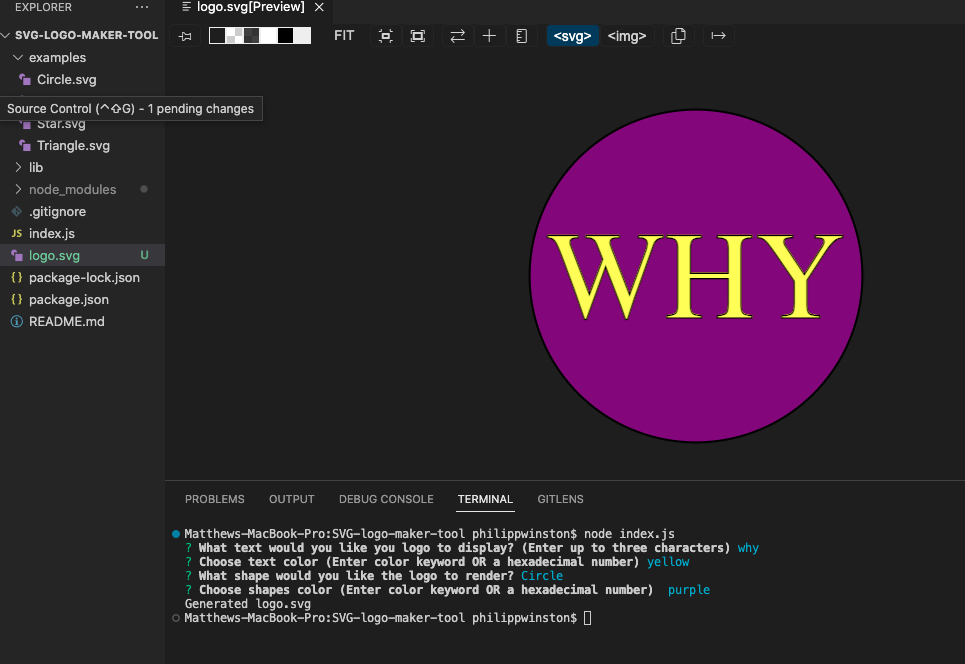 EXPLORER ···
logo.svg[Preview] ×
SVG-LOGO-MAKER-TOOL
FIT <svg> <img>
examples
Circle.svg
Source Control (^⇧G) - 1 pending changes
Star.svg
Triangle.svg
lib
node_modules
.gitignore
JS index.js
logo.svg U
{} package-lock.json
{} package.json
README.md
WHY
PROBLEMS OUTPUT DEBUG CONSOLE TERMINAL GITLENS
Matthews-MacBook-Pro:SVG-logo-maker-tool philippwinston$ node index.js
? What text would you like you logo to display? (Enter up to three characters) why
? Choose text color (Enter color keyword OR a hexadecimal number) yellow
? What shape would you like the logo to render? Circle
? Choose shapes color (Enter color keyword OR a hexadecimal number) purple
Generated logo.svg
Matthews-MacBook-Pro:SVG-logo-maker-tool philippwinston$